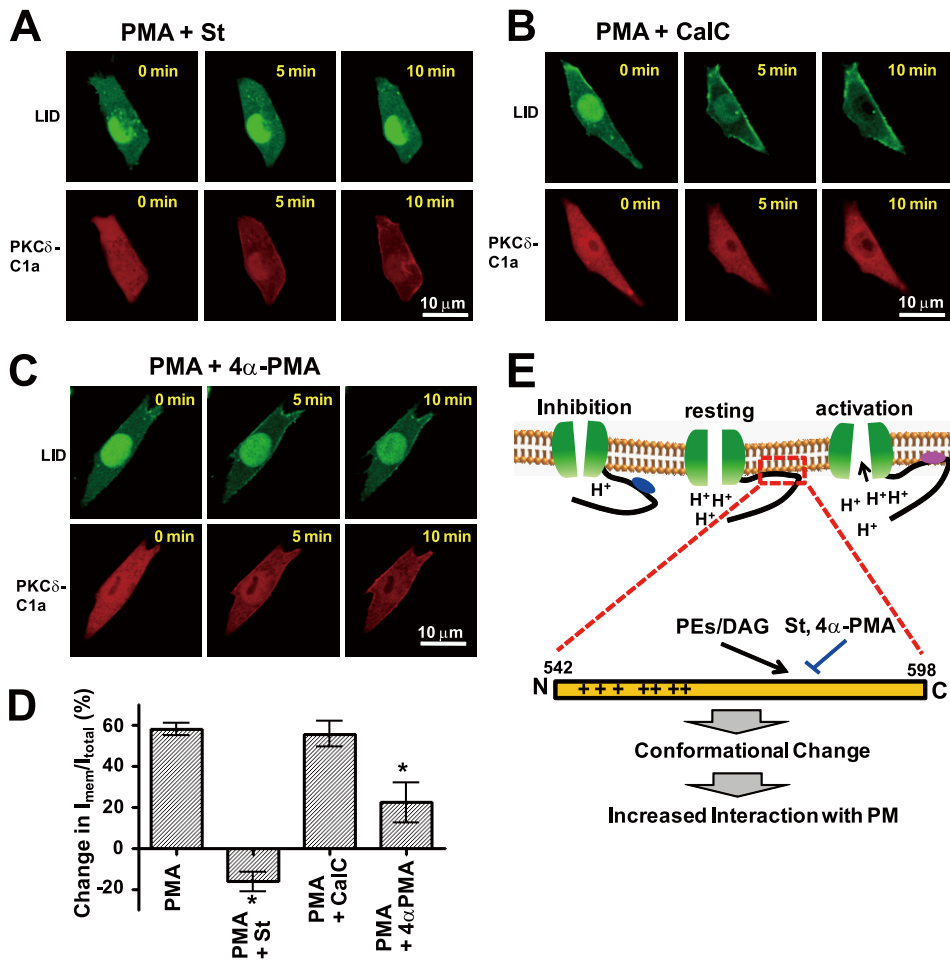 A
PMA + St
0 min
5 min
10 min
LID
0 min
5 min
10 min
PKCδ-
C1a
10 μm
B
PMA + CalC
0 min
5 min
10 min
LID
0 min
5 min
10 min
PKCδ-
C1a
10 μm
C
PMA + 4α-PMA
0 min
5 min
10 min
LID
0 min
5 min
10 min
PKCδ-
C1a
10 μm
D
Change in Imem/Itotal (%)
60
40
20
0
-20
*
*
PMA
PMA
+ St
PMA
+ CalC
PMA
+ 4αPMA
E
Inhibition
resting
activation
H+
H+H+
H+
H+ H+H+
H+
PEs/DAG
St, 4α-PMA
542
598
N
+++ ++ ++
C
Conformational Change
Increased Interaction with PM